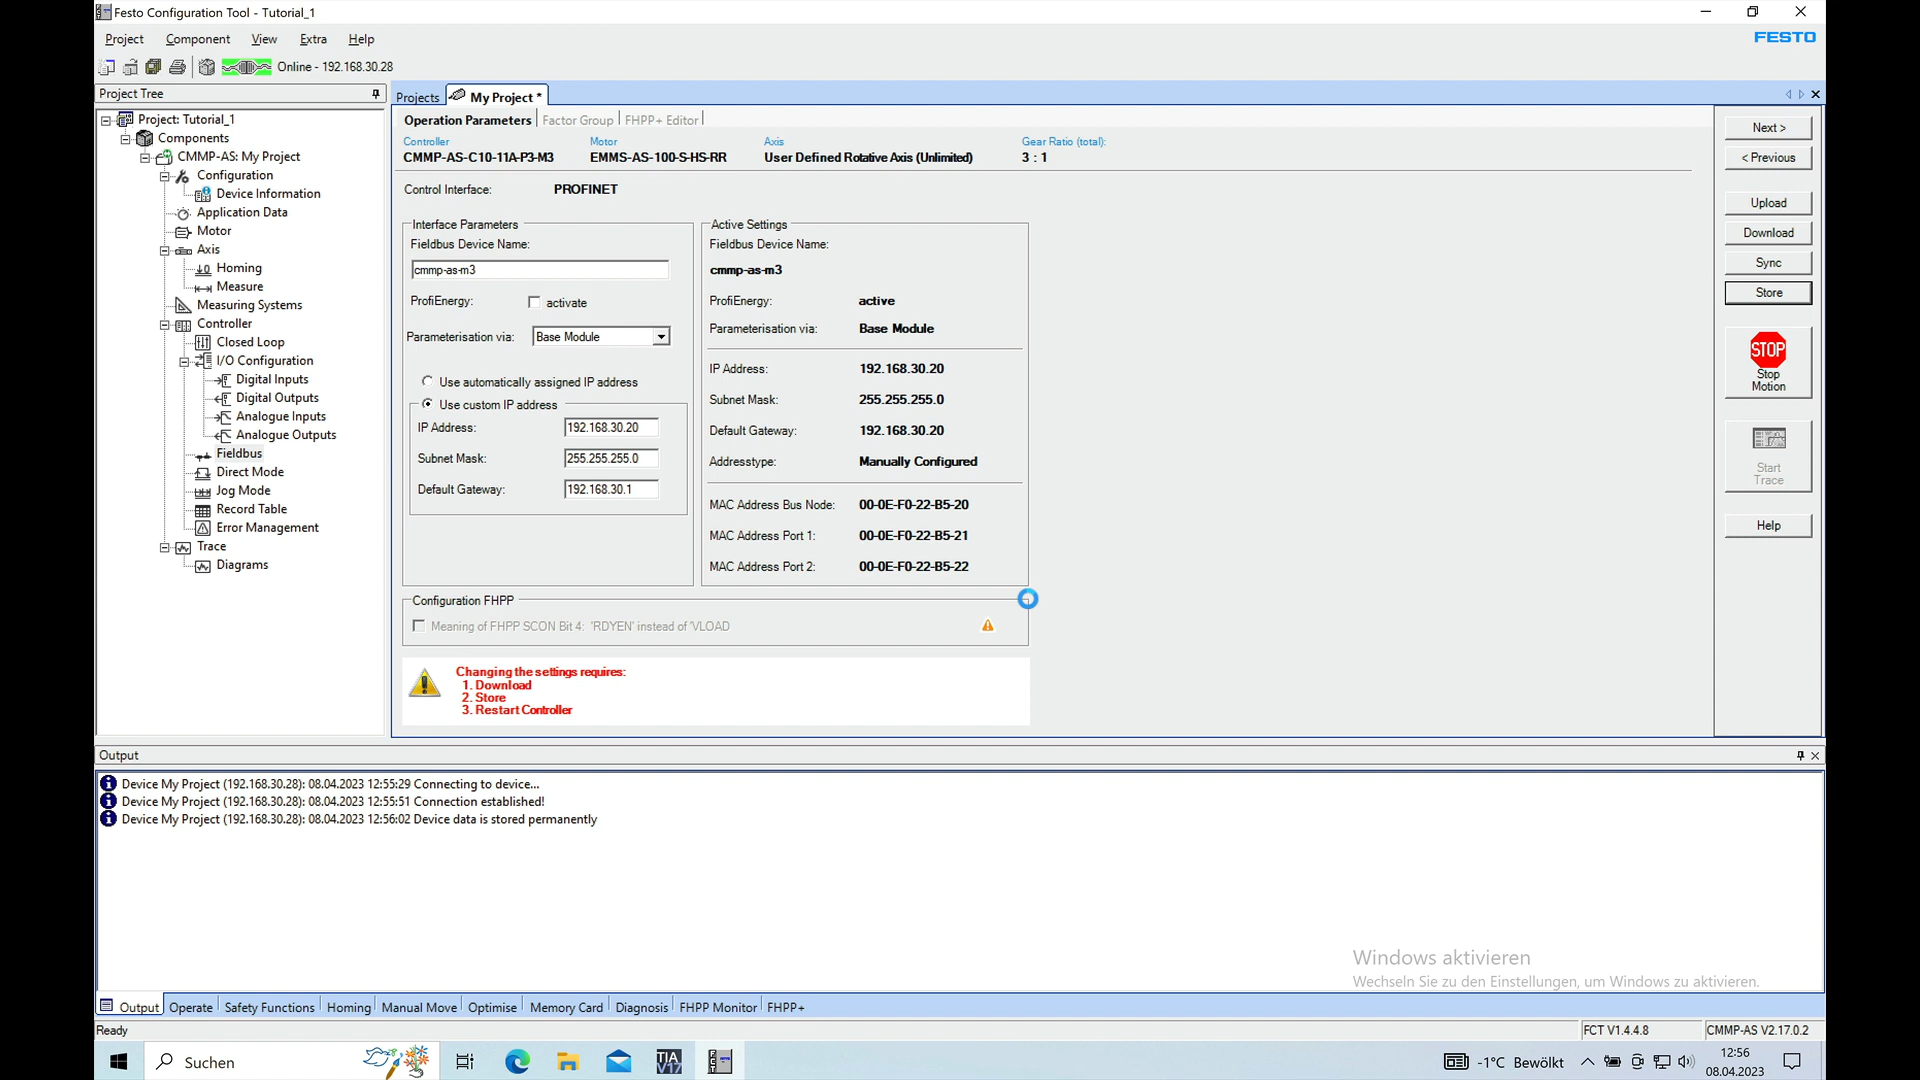 Festo Configuration Tool - Tutorial_1
Project Component View Extra Help
FESTO
Online - 192.168.30.28
Project Tree
Projects My Project *
Project: Tutorial_1
Components
CMMP-AS: My Project
Configuration
Device Information
Application Data
Motor
Axis
Homing
Measure
Measuring Systems
Controller
Closed Loop
I/O Configuration
Digital Inputs
Digital Outputs
Analogue Inputs
Analogue Outputs
Fieldbus
Direct Mode
Jog Mode
Record Table
Error Management
Trace
Diagrams
Operation Parameters Factor Group FHPP+ Editor
Controller Motor Axis Gear Ratio (total):
CMMP-AS-C10-11A-P3-M3 EMMS-AS-100-S-HS-RR User Defined Rotative Axis (Unlimited) 3 : 1
Control Interface: PROFINET
Interface Parameters
Fieldbus Device Name:
cmmp-as-m3
ProfiEnergy: activate
Parameterisation via: Base Module
Use automatically assigned IP address
Use custom IP address
IP Address: 192.168.30.20
Subnet Mask: 255.255.255.0
Default Gateway: 192.168.30.1
Active Settings
Fieldbus Device Name:
cmmp-as-m3
ProfiEnergy: active
Parameterisation via: Base Module
IP Address: 192.168.30.20
Subnet Mask: 255.255.255.0
Default Gateway: 192.168.30.20
Addresstype: Manually Configured
MAC Address Bus Node: 00-0E-F0-22-B5-20
MAC Address Port 1: 00-0E-F0-22-B5-21
MAC Address Port 2: 00-0E-F0-22-B5-22
Configuration FHPP
Meaning of FHPP SCON Bit 4: 'RDYEN' instead of 'VLOAD
Changing the settings requires:
1. Download
2. Store
3. Restart Controller
Next >
< Previous
Upload
Download
Sync
Store
STOP
Stop
Motion
Start
Trace
Help
Output
Device My Project (192.168.30.28): 08.04.2023 12:55:29 Connecting to device...
Device My Project (192.168.30.28): 08.04.2023 12:55:51 Connection established!
Device My Project (192.168.30.28): 08.04.2023 12:56:02 Device data is stored permanently
Windows aktivieren
Wechseln Sie zu den Einstellungen, um Windows zu aktivieren.
Output Operate Safety Functions Homing Manual Move Optimise Memory Card Diagnosis FHPP Monitor FHPP+
Ready FCT V1.4.4.8 CMMP-AS V2.17.0.2
Suchen TIA V17 -1°C Bewölkt 12:56
08.04.2023